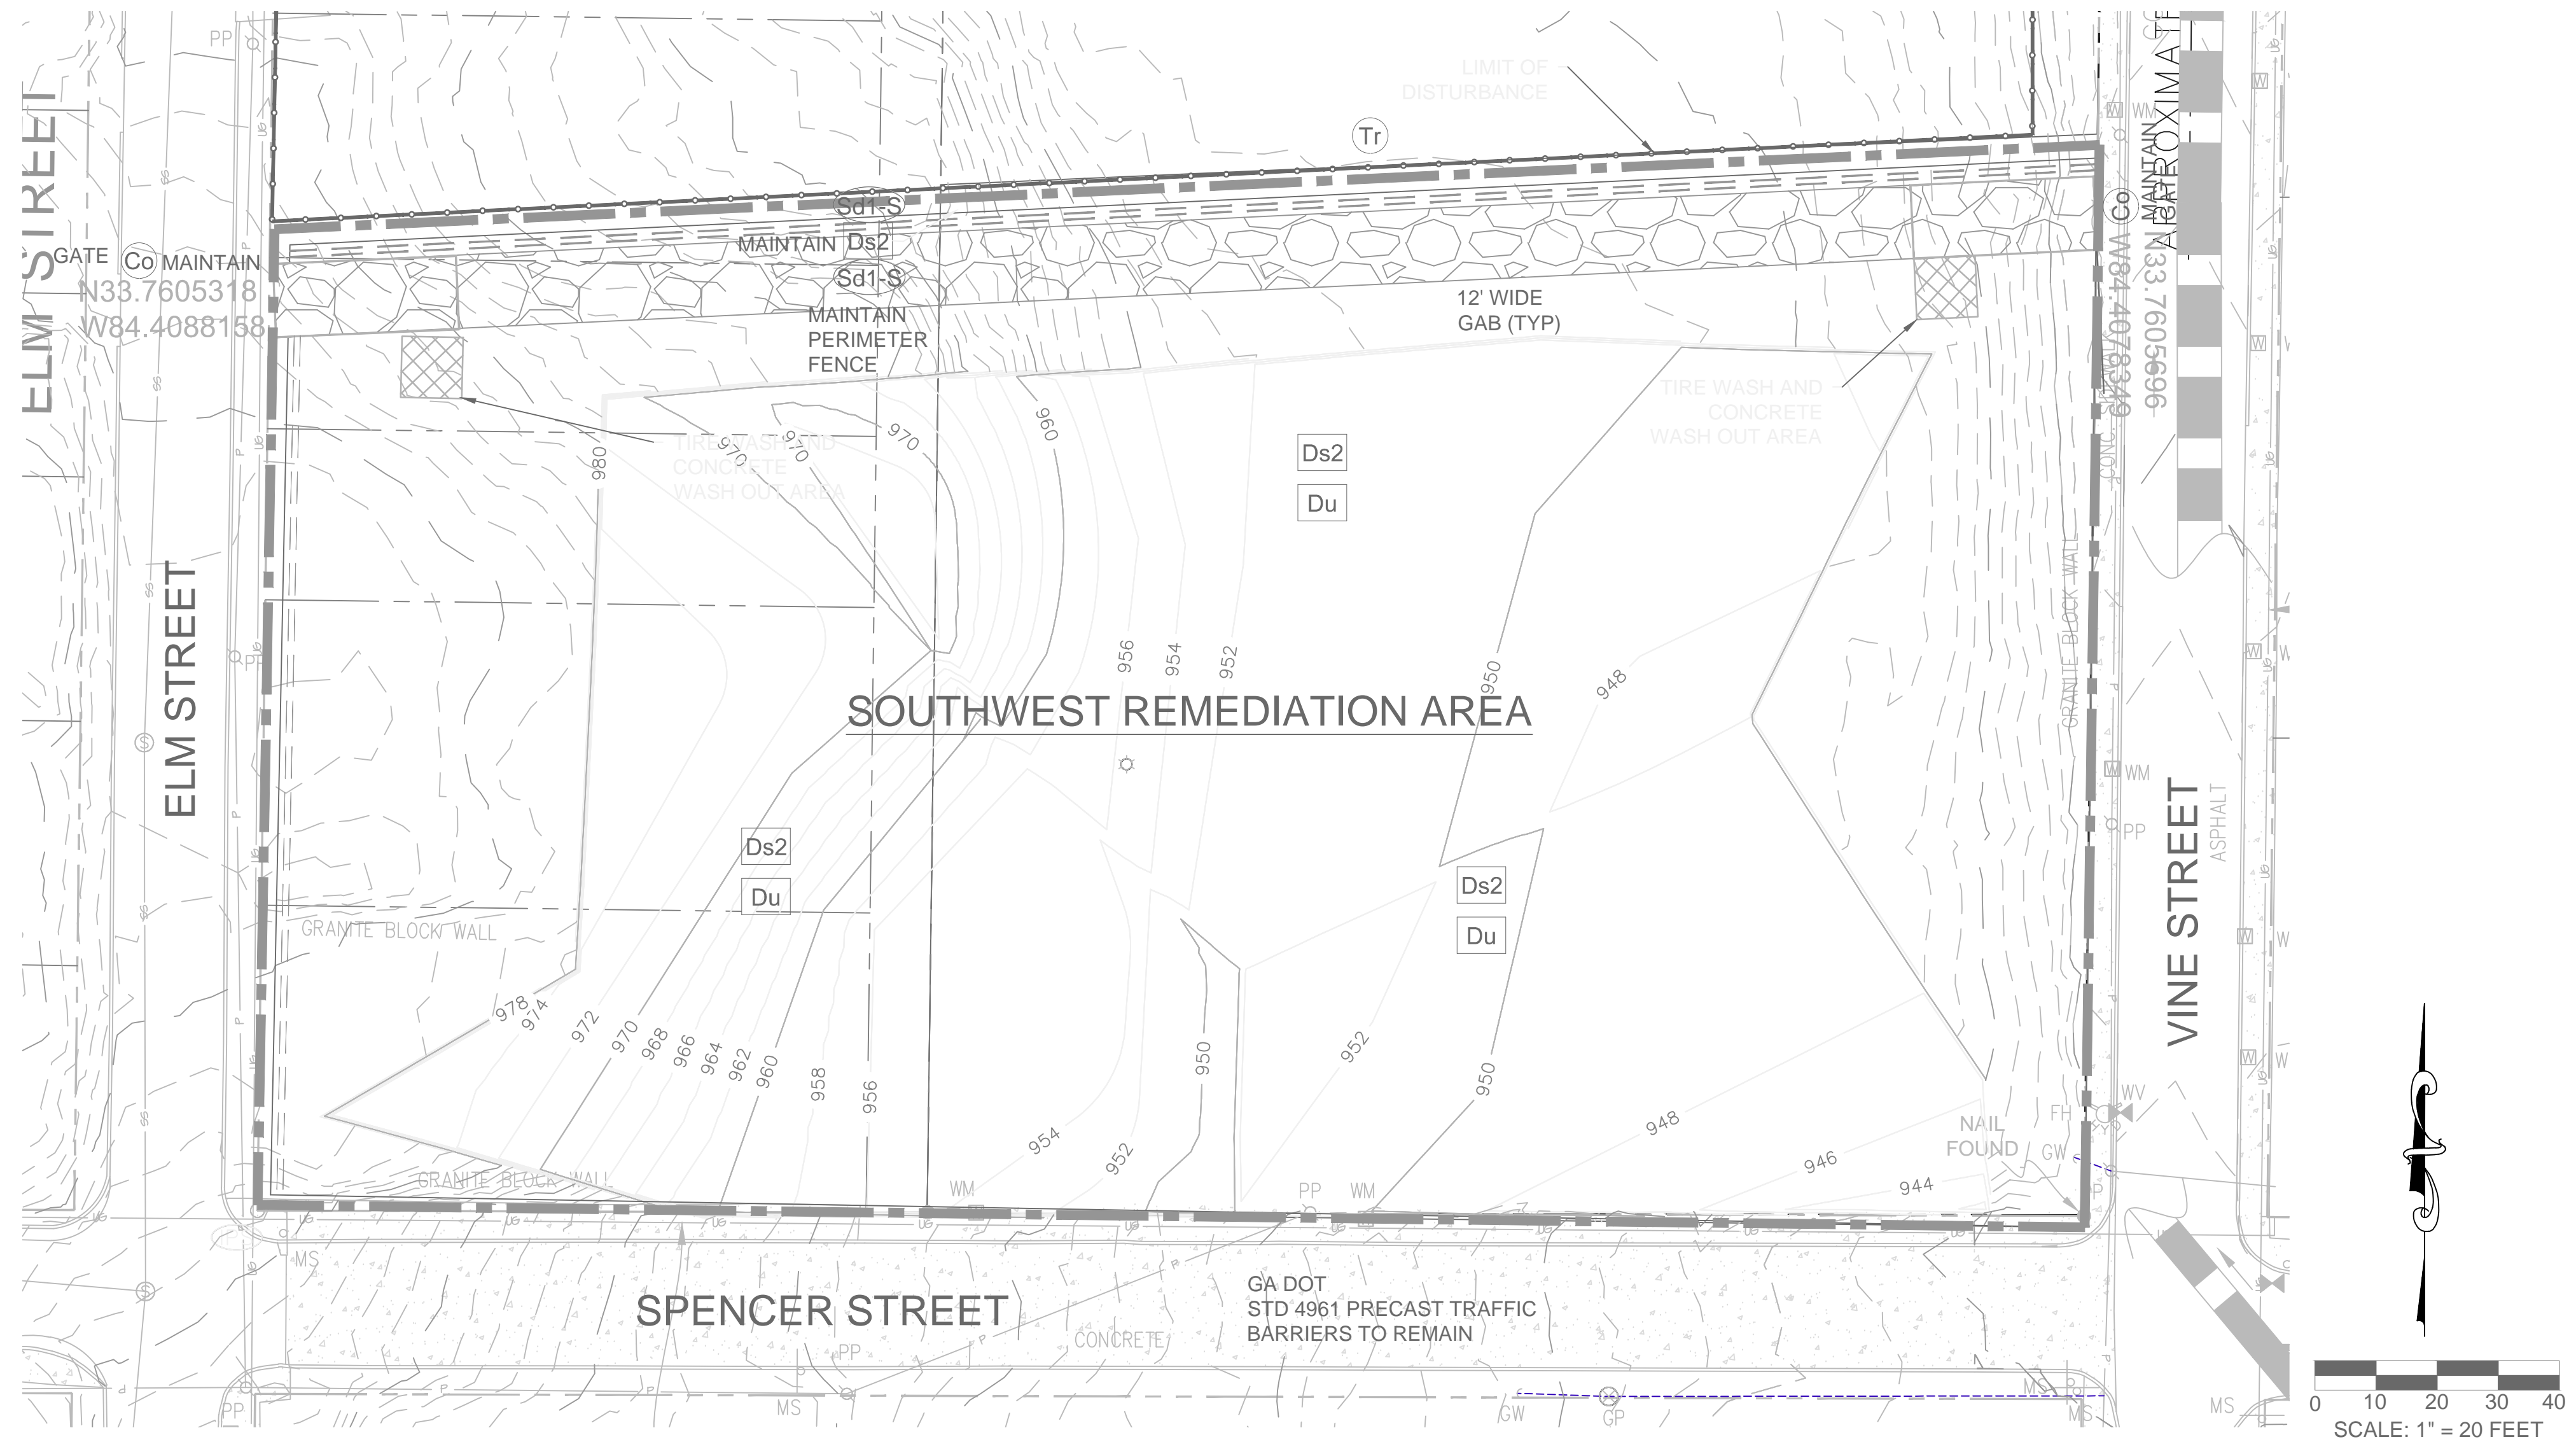 PP
LIMIT OF
DISTURBANCE
Tr
WM
ELM STREET
MAINTAIN
GATE
Co
Sd1-S
MAINTAIN Ds2
Sd1-S
MAINTAIN
PERIMETER
FENCE
GATE Co MAINTAIN
N33.7605318
W84.4088158
N33.7605696
W84.4078349
12' WIDE
GAB (TYP)
TIRE WASH AND
CONCRETE
WASH OUT AREA
TIRE WASH AND
CONCRETE
WASH OUT AREA
980
970
970
970
960
Ds2
Du
GRANITE BLOCK WALL
ELM STREET
PP
956
954
952
950
948
SOUTHWEST REMEDIATION AREA
WM
PP
ASPHALT
VINE STREET
Ds2
Du
Ds2
Du
GRANITE BLOCK WALL
978
974
972
970
968
966
964
962
960
958
956
954
952
950
952
950
948
946
944
NAIL
FOUND
FH
WV
GW
GRANITE BLOCK WALL
WM
PP
WM
MS
SPENCER STREET
GA DOT
STD 4961 PRECAST TRAFFIC
BARRIERS TO REMAIN
CONCRETE
PP
PP
MS
GW
GP
MS
MS
MS
0 10 20 30 40
SCALE: 1" = 20 FEET